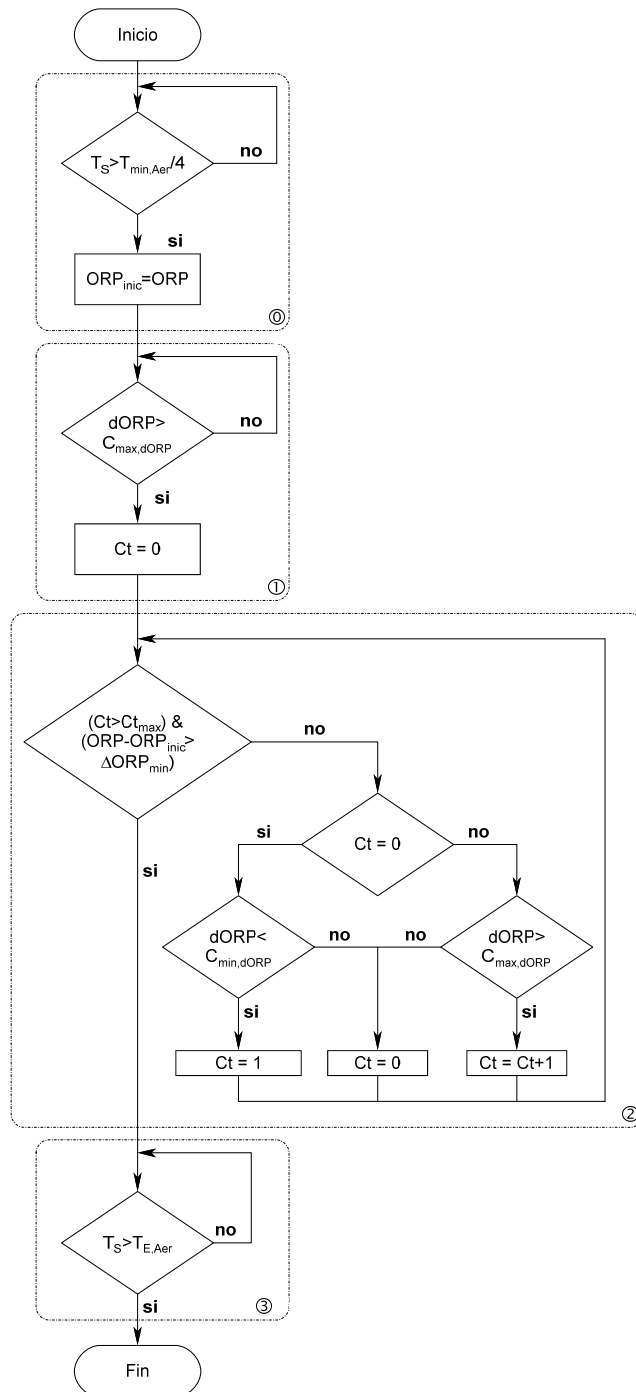 Inicio
T_S>T_min,Aer/4
no
si
ORP_inic=ORP
⓪
dORP>
C_max,dORP
no
si
Ct = 0
①
(Ct>Ct_max) &
(ORP-ORP_inic>
ΔORP_min)
no
si
Ct = 0
si
no
dORP<
C_min,dORP
no
no
dORP>
C_max,dORP
si
si
Ct = 1
Ct = 0
Ct = Ct+1
②
T_S>T_E,Aer
no
si
③
Fin